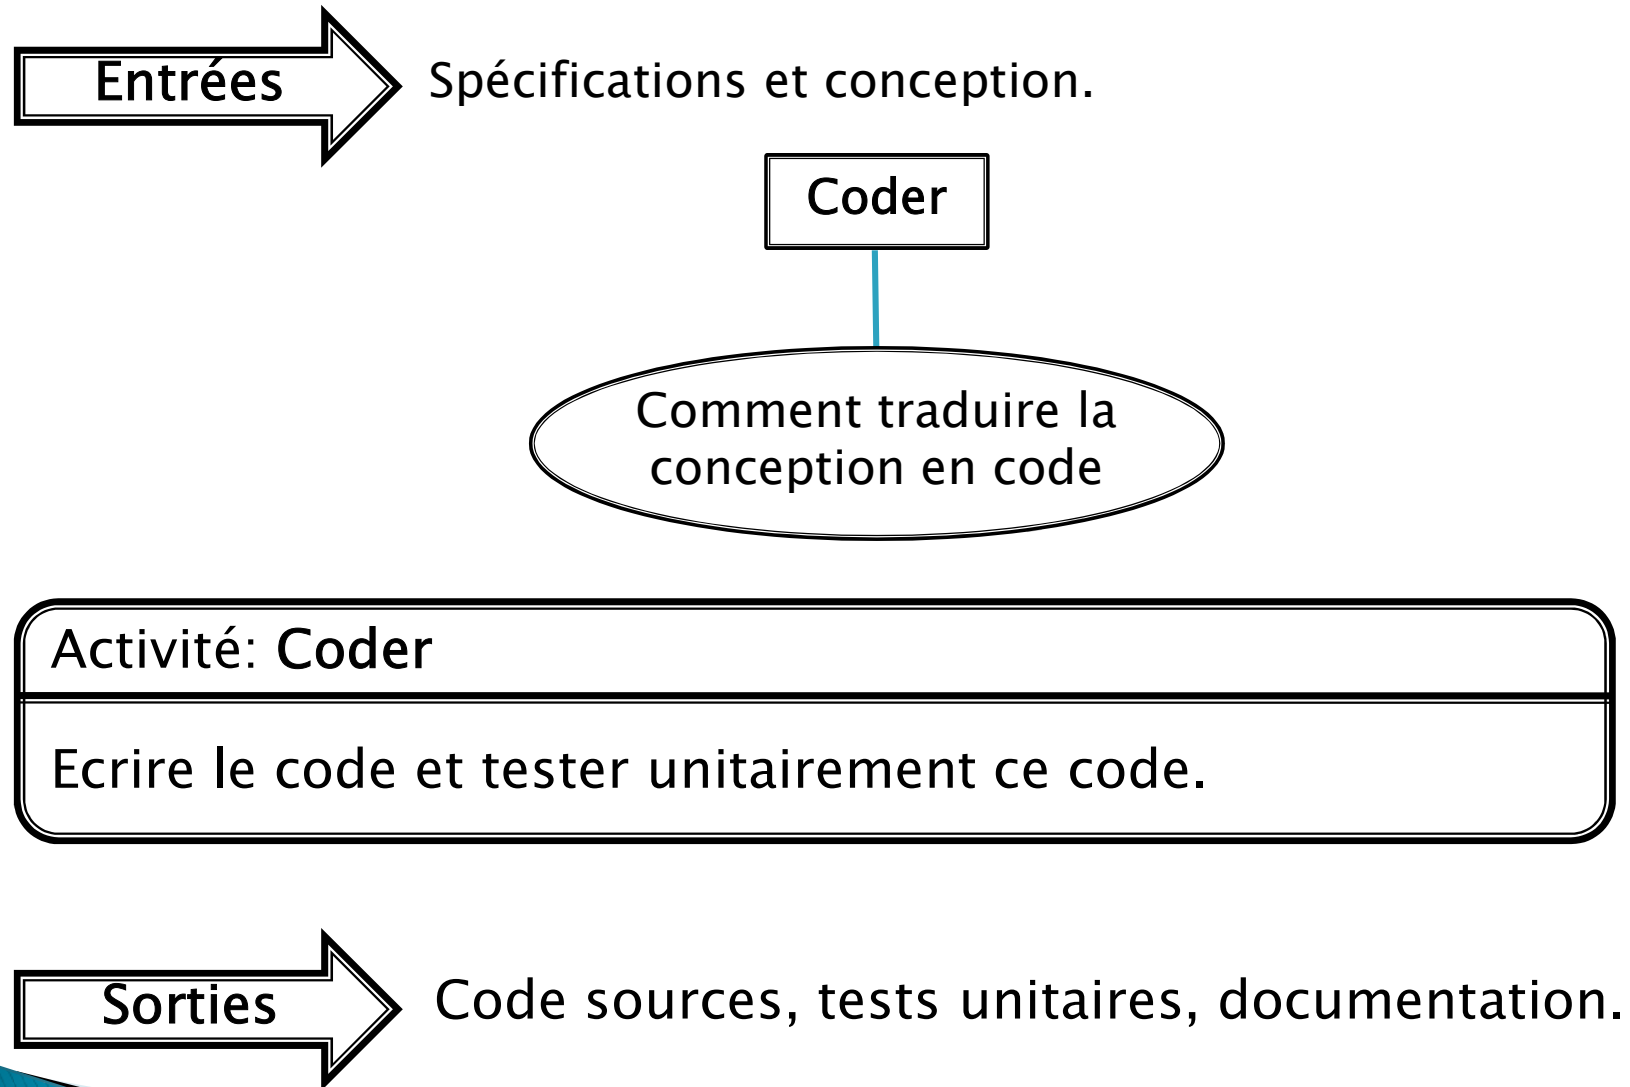 Entrées
Spécifications et conception.
Coder
Comment traduire la
conception en code
Activité: Coder
Ecrire le code et tester unitairement ce code.
Sorties
Code sources, tests unitaires, documentation.